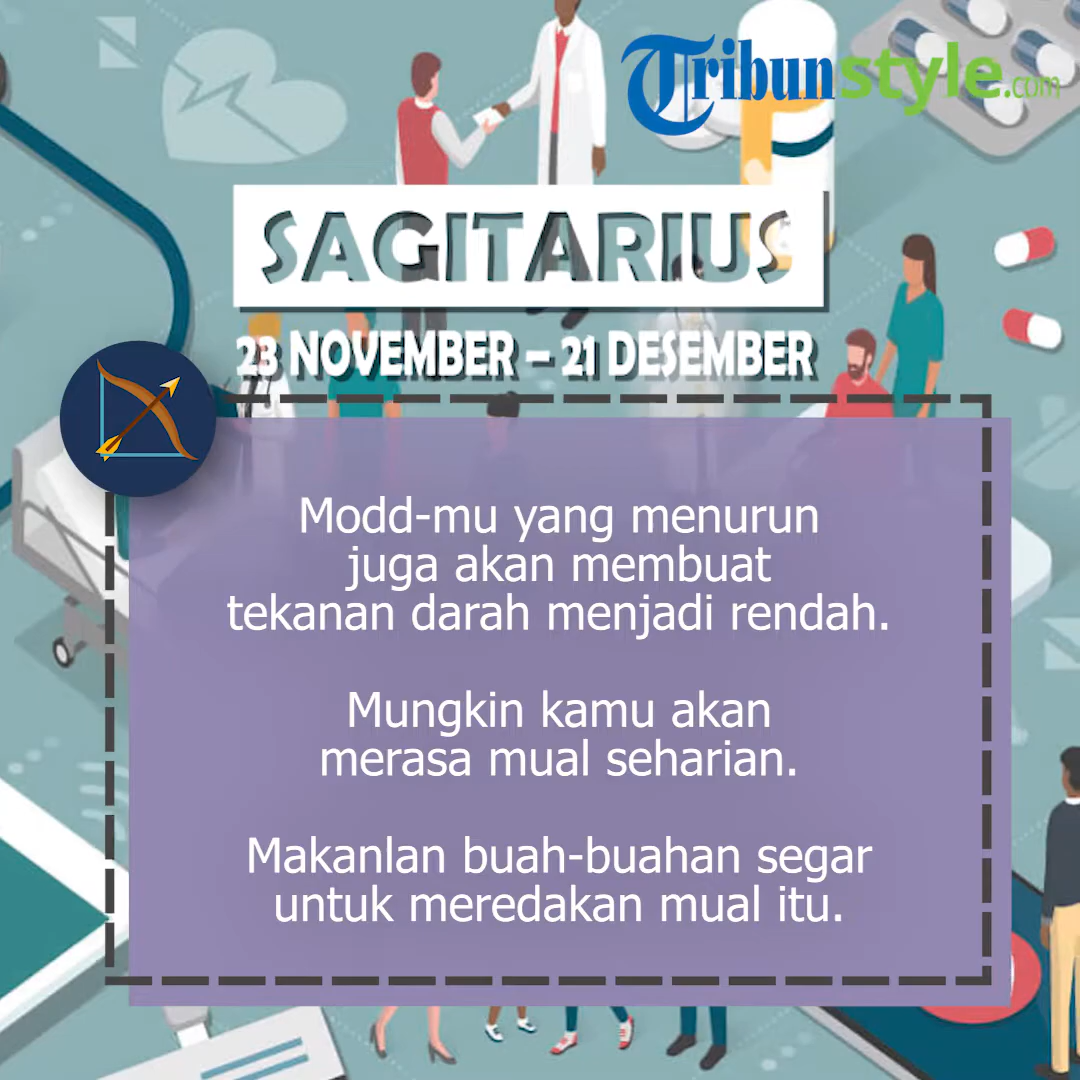 Tribunstyle.com
SAGITARIUS
23 NOVEMBER – 21 DESEMBER
Modd-mu yang menurun
juga akan membuat
tekanan darah menjadi rendah.
Mungkin kamu akan
merasa mual seharian.
Makanlan buah-buahan segar
untuk meredakan mual itu.